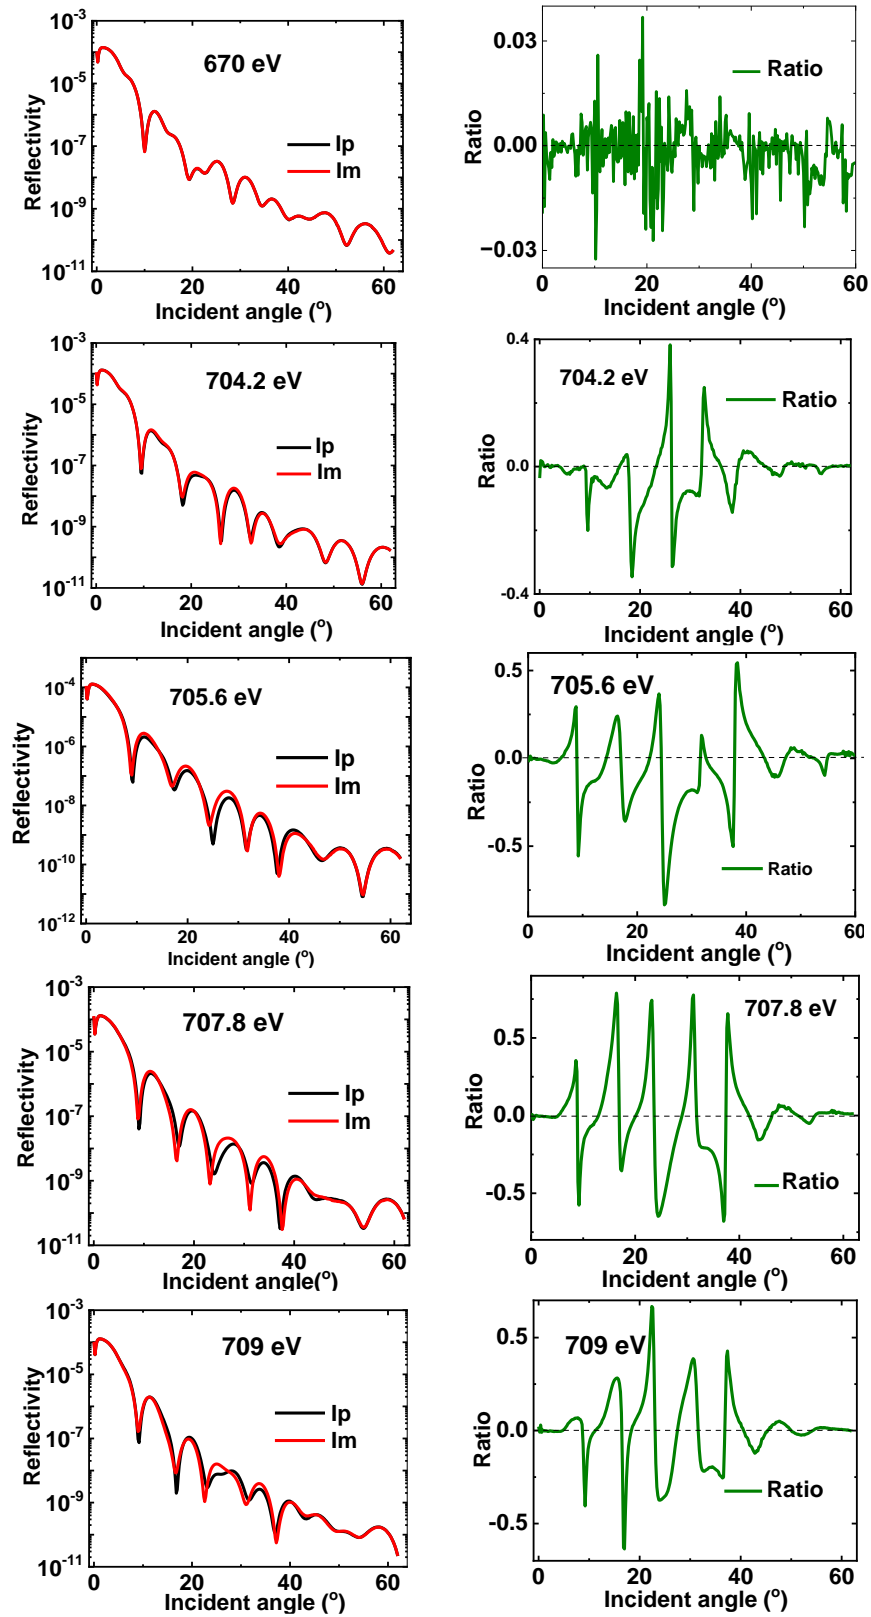 10⁻³
10⁻⁵
10⁻⁷
10⁻⁹
10⁻¹¹
Reflectivity
670 eV
Ip
Im
0 20 40 60
Incident angle (°)
0.03
0.00
−0.03
Ratio
Ratio
0 10 20 30 40 50 60
Incident angle (°)
10⁻³
10⁻⁵
10⁻⁷
10⁻⁹
10⁻¹¹
Reflectivity
704.2 eV
Ip
Im
0 20 40 60
Incident angle (°)
0.4
0.0
-0.4
Ratio
704.2 eV
Ratio
0 20 40 60
Incident angle (°)
10⁻⁴
10⁻⁶
10⁻⁸
10⁻¹⁰
10⁻¹²
Reflectivity
705.6 eV
Ip
Im
0 20 40 60
Incident angle (°)
0.5
0.0
-0.5
Ratio
705.6 eV
Ratio
0 10 20 30 40 50 60
Incident angle (°)
10⁻³
10⁻⁵
10⁻⁷
10⁻⁹
10⁻¹¹
Reflectivity
707.8 eV
Ip
Im
0 20 40 60
Incident angle(°)
0.5
0.0
-0.5
Ratio
707.8 eV
Ratio
0 20 40 60
Incident angle (°)
10⁻³
10⁻⁵
10⁻⁷
10⁻⁹
10⁻¹¹
Reflectivity
709 eV
Ip
Im
0 20 40 60
Incident angle (°)
0.5
0.0
-0.5
Ratio
709 eV
Ratio
0 20 40 60
Incident angle (°)